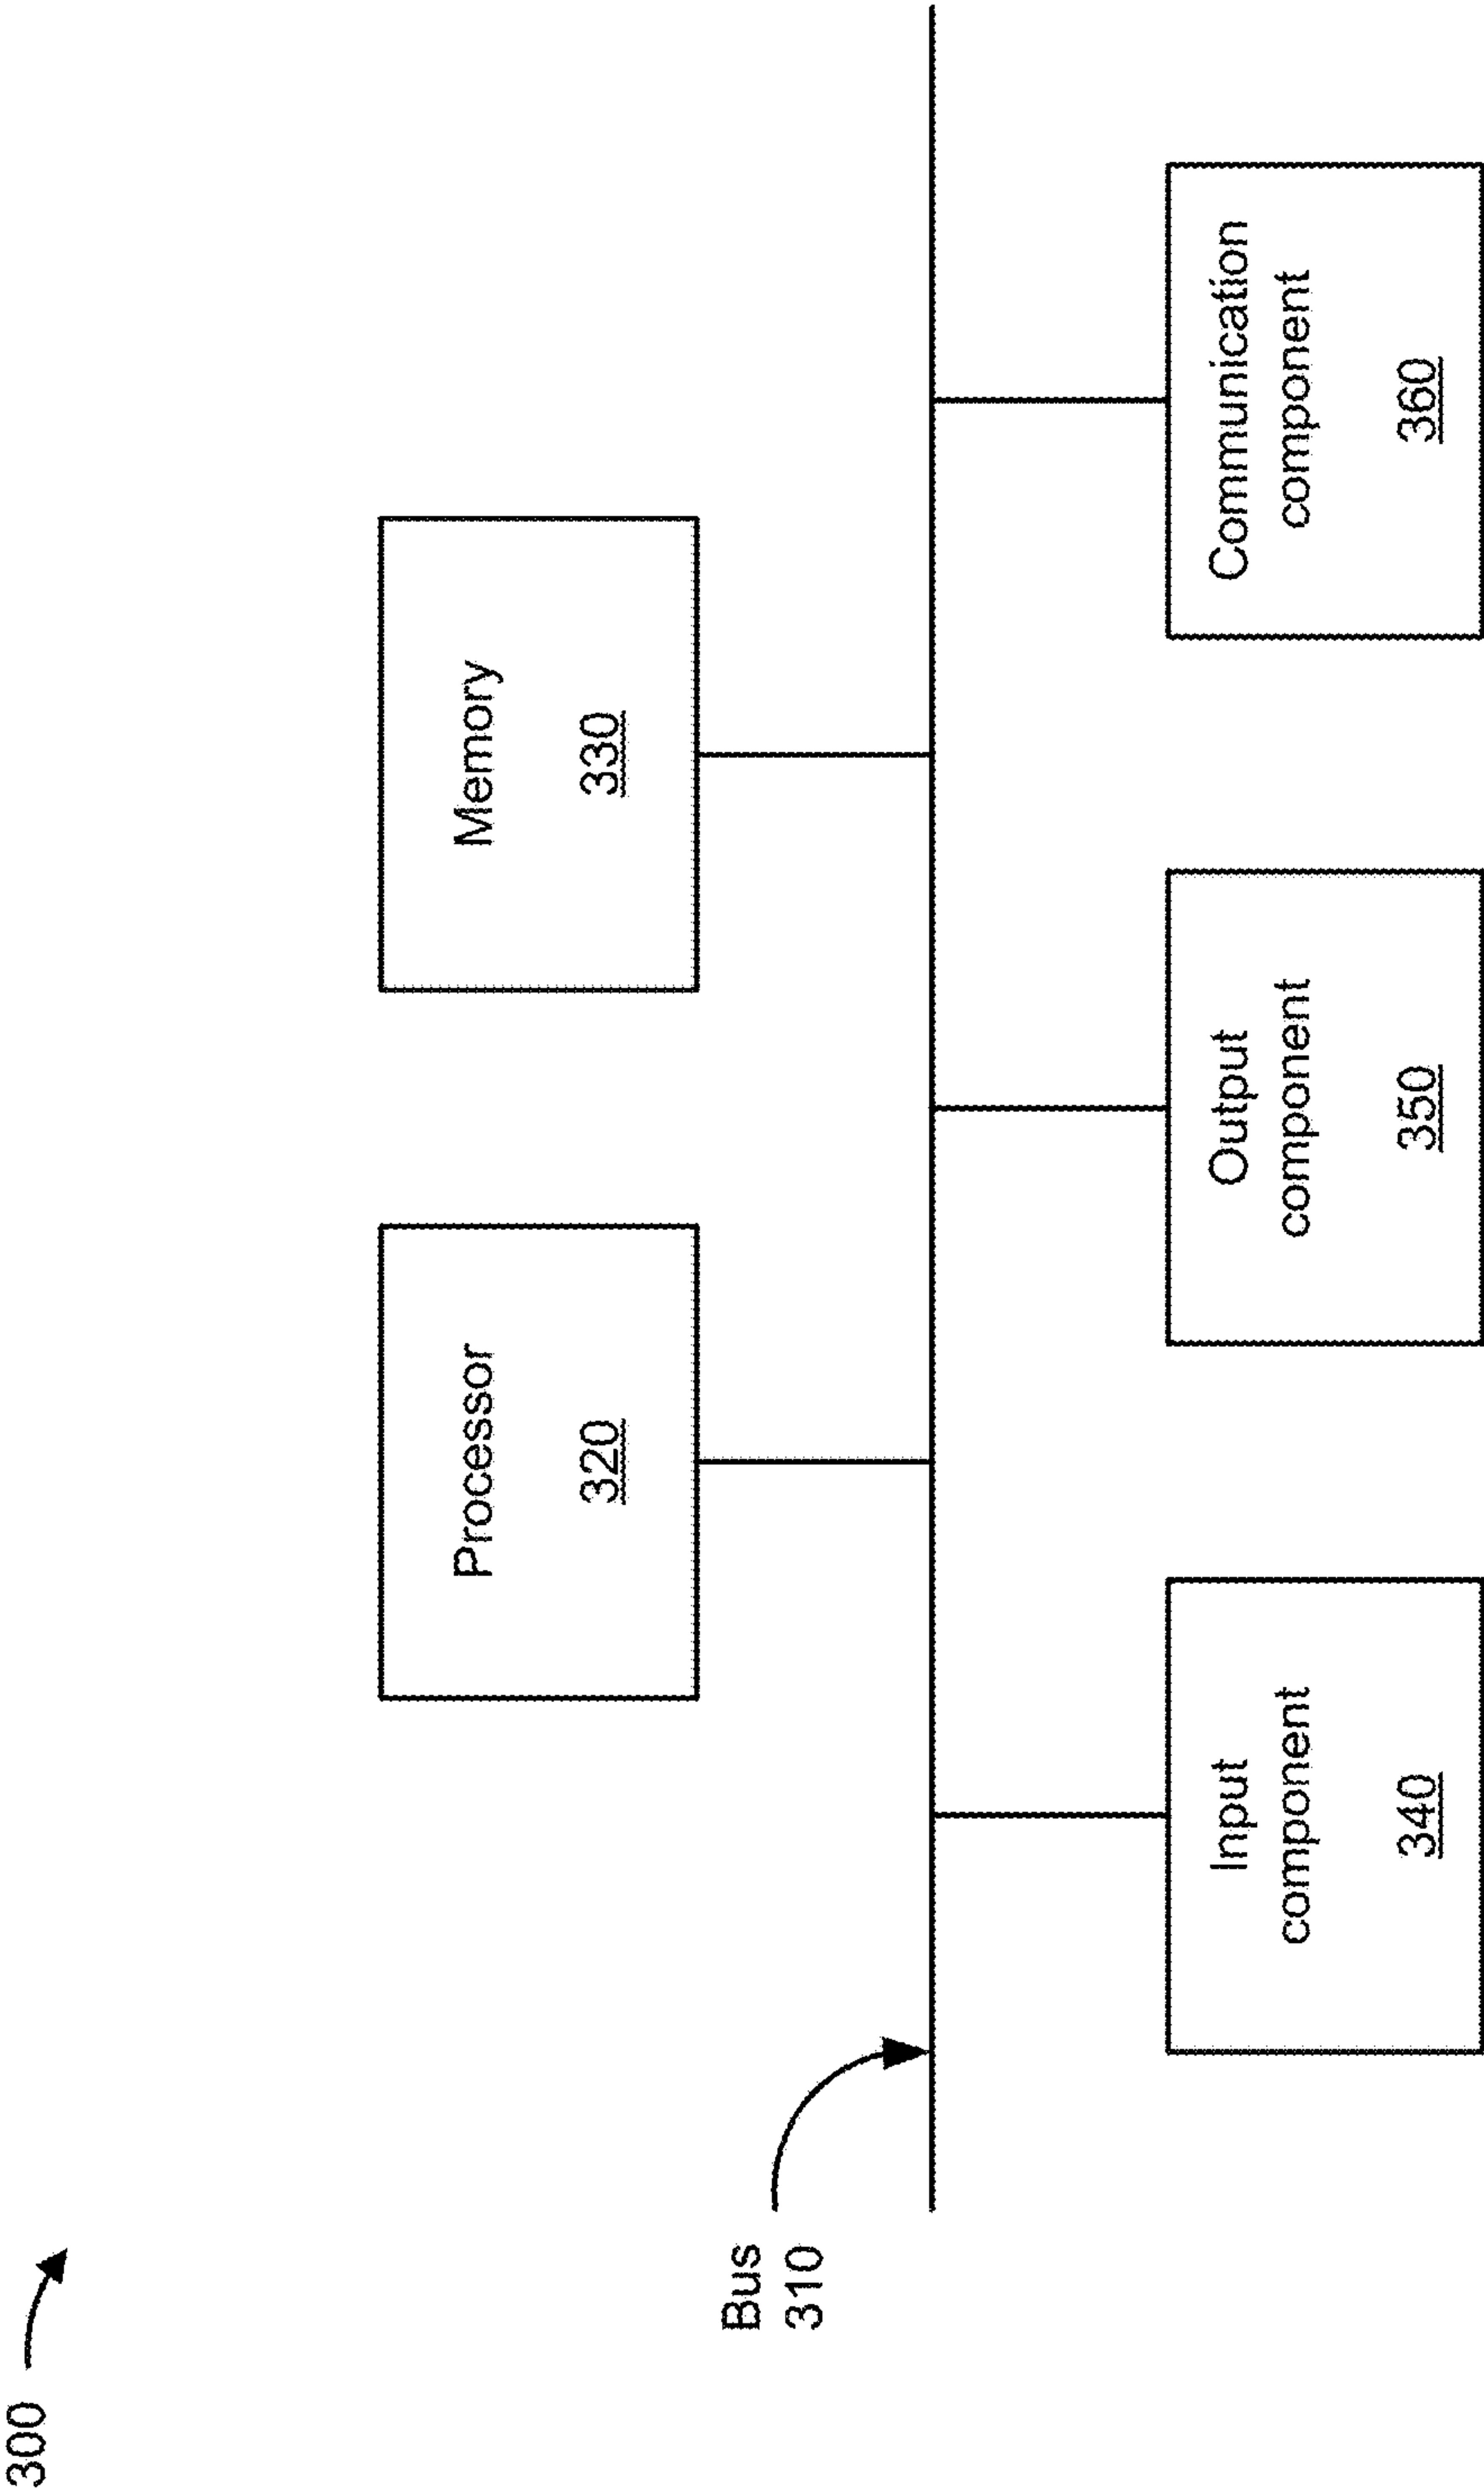 300
Bus
310
Processor
320
Memory
330
Input
component
340
Output
component
350
Communication
component
360